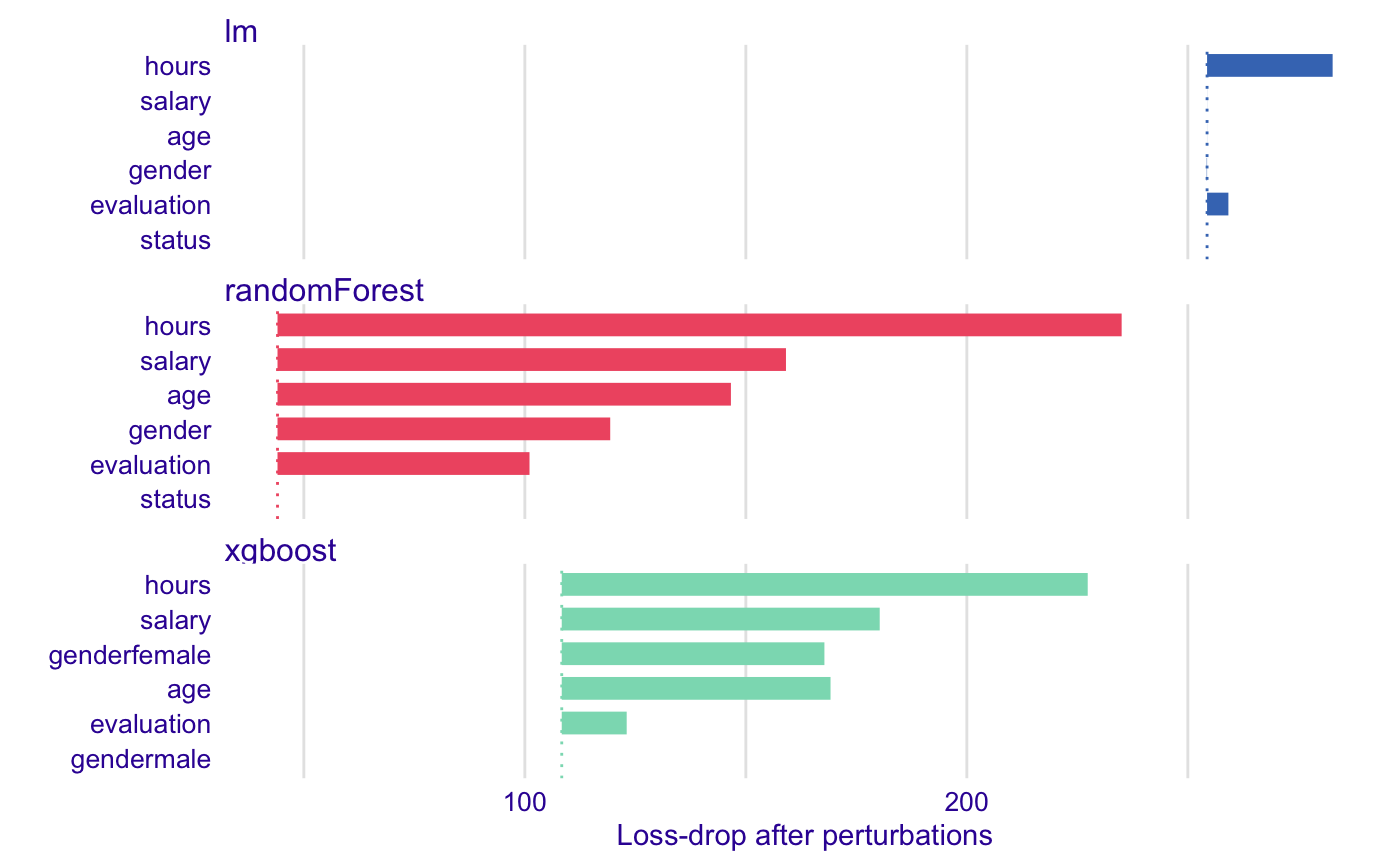 lm
hours
salary
age
gender
evaluation
status
randomForest
hours
salary
age
gender
evaluation
status
xgboost
hours
salary
genderfemale
age
evaluation
gendermale
100 200
Loss-drop after perturbations